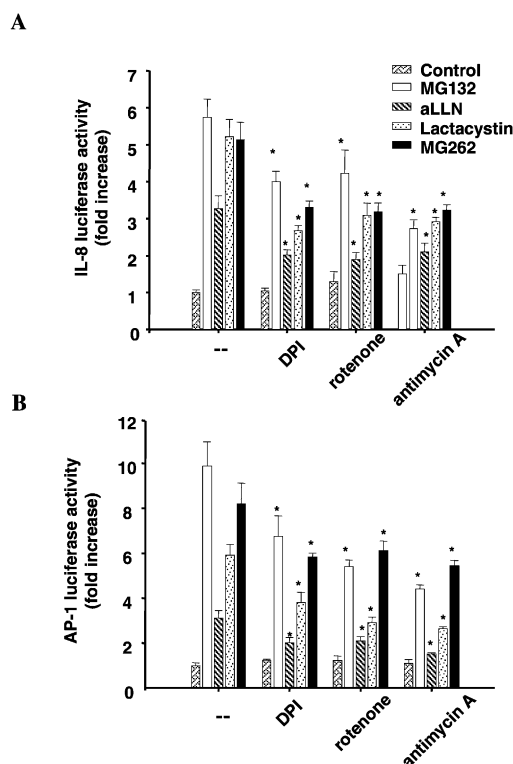 A
IL-8 luciferase activity
(fold increase)
7
6
5
4
3
2
1
0
Control
MG132
aLLN
Lactacystin
MG262
* * * * * * * * * * * *
--
DPI
rotenone
antimycin A
B
AP-1 luciferase activity
(fold increase)
12
10
8
6
4
2
0
* * * * * * * * * * * *
--
DPI
rotenone
antimycin A